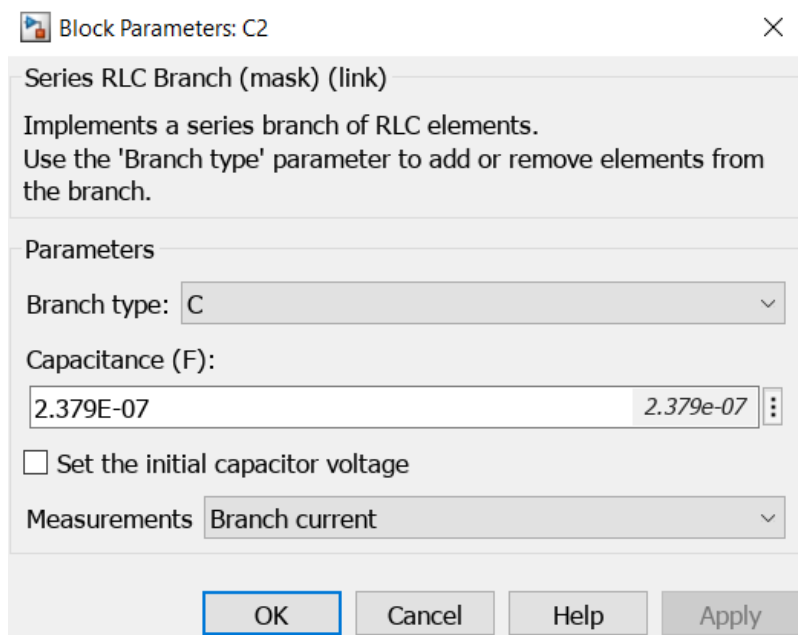 Block Parameters: C2
Series RLC Branch (mask) (link)
Implements a series branch of RLC elements.
Use the 'Branch type' parameter to add or remove elements from
the branch.
Parameters
Branch type: C
Capacitance (F):
2.379E-07 2.379e-07
Set the initial capacitor voltage
Measurements Branch current
OK Cancel Help Apply